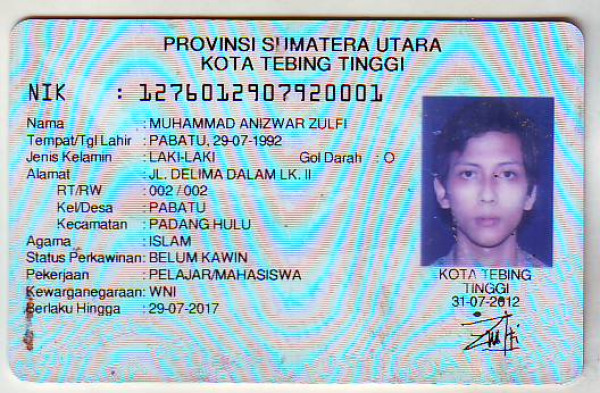 PROVINSI SUMATERA UTARA
KOTA TEBING TINGGI
NIK : 1276012907920001
Nama : MUHAMMAD ANIZWAR ZULFI
Tempat/Tgl Lahir : PABATU, 29-07-1992
Jenis Kelamin : LAKI-LAKI Gol Darah : O
Alamat : JL. DELIMA DALAM LK. II
RT/RW : 002 / 002
Kel/Desa : PABATU
Kecamatan : PADANG HULU
Agama : ISLAM
Status Perkawinan: BELUM KAWIN
Pekerjaan : PELAJAR/MAHASISWA
Kewarganegaraan: WNI
Berlaku Hingga : 29-07-2017
KOTA TEBING
TINGGI
31-07-2012